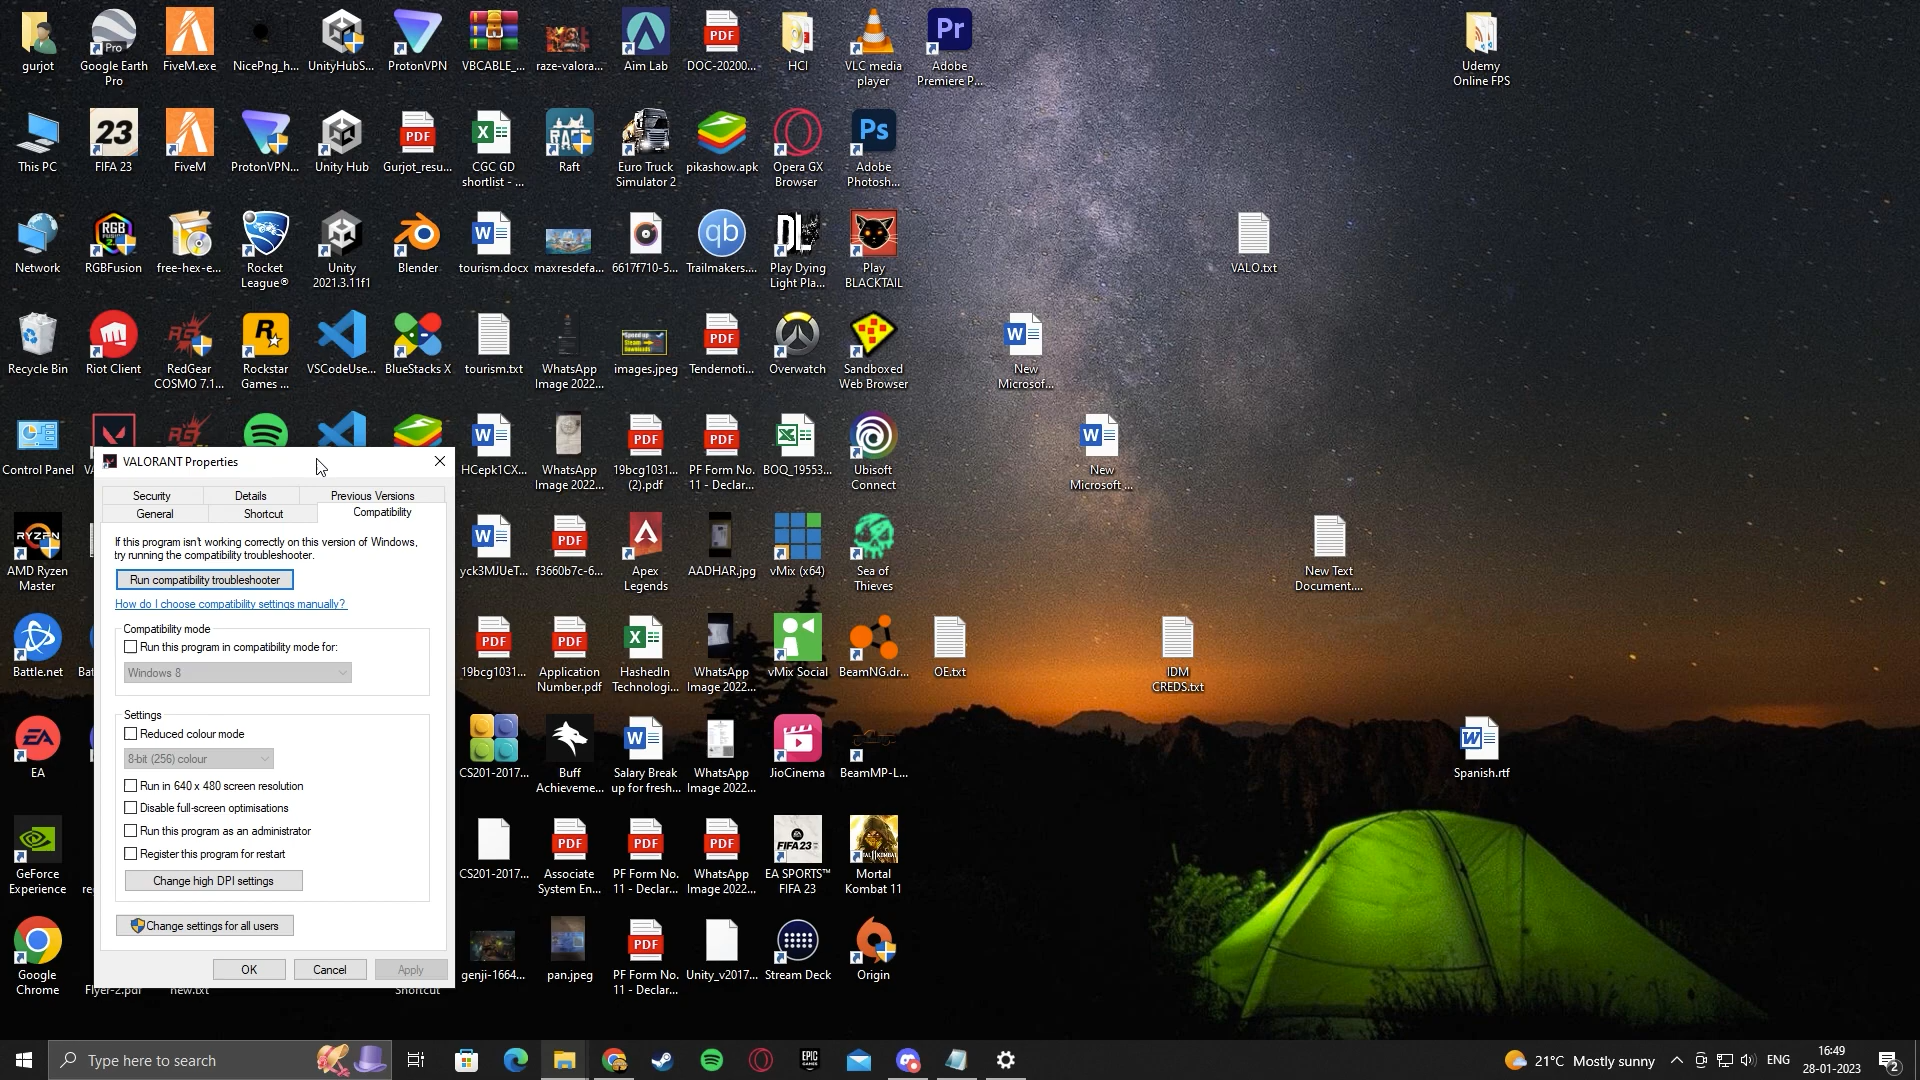 gurjot
Google Earth
Pro
FiveM.exe
NicePng_h...
UnityHubS...
ProtonVPN
VBCABLE_...
raze-valora...
Aim Lab
DOC-20200...
HCI
VLC media
player
Adobe
Premiere P...
Udemy
Online FPS
This PC
FIFA 23
FiveM
ProtonVPN...
Unity Hub
Gurjot_resu...
CGC GD
shortlist - ...
Raft
Euro Truck
Simulator 2
pikashow.apk
Opera GX
Browser
Adobe
Photosh...
Network
RGBFusion
free-hex-e...
Rocket
League®
Unity
2021.3.11f1
Blender
tourism.docx
maxresdefa...
6617f710-5...
Trailmakers....
Play Dying
Light Pla...
Play
BLACKTAIL
VALO.txt
Recycle Bin
Riot Client
RedGear
COSMO 7.1...
Rockstar
Games ...
VSCodeUse...
BlueStacks X
tourism.txt
WhatsApp
Image 2022...
images.jpeg
Tendernoti...
Overwatch
Sandboxed
Web Browser
New
Microsof...
Control Panel
HCepk1CX...
WhatsApp
Image 2022...
19bcg1031...
(2).pdf
PF Form No.
11 - Declar...
BOQ_19553...
Ubisoft
Connect
New
Microsoft ...
VALORANT Properties
Security
Details
Previous Versions
General
Shortcut
Compatibility
If this program isn't working correctly on this version of Windows,
try running the compatibility troubleshooter.
Run compatibility troubleshooter
How do I choose compatibility settings manually?
Compatibility mode
Run this program in compatibility mode for:
Windows 8
Settings
Reduced colour mode
8-bit (256) colour
Run in 640 x 480 screen resolution
Disable full-screen optimisations
Run this program as an administrator
Register this program for restart
Change high DPI settings
Change settings for all users
OK
Cancel
Apply
AMD Ryzen
Master
yck3MJUeT...
f3660b7c-6...
Apex
Legends
AADHAR.jpg
vMix (x64)
Sea of
Thieves
New Text
Document....
Battle.net
19bcg1031...
Application
Number.pdf
HashedIn
Technologi...
WhatsApp
Image 2022...
vMix Social
BeamNG.dr...
OE.txt
IDM
CREDS.txt
EA
CS201-2017...
Buff
Achieveme...
Salary Break
up for fresh...
WhatsApp
Image 2022...
JioCinema
BeamMP-L...
Spanish.rtf
GeForce
Experience
CS201-2017...
Associate
System En...
PF Form No.
11 - Declar...
WhatsApp
Image 2022...
EA SPORTS™
FIFA 23
Mortal
Kombat 11
Google
Chrome
Flyer-2.pdf
new.txt
Shortcut
genji-1664...
pan.jpeg
PF Form No.
11 - Declar...
Unity_v2017...
Stream Deck
Origin
Type here to search
21°C Mostly sunny
ENG
16:49
28-01-2023
2